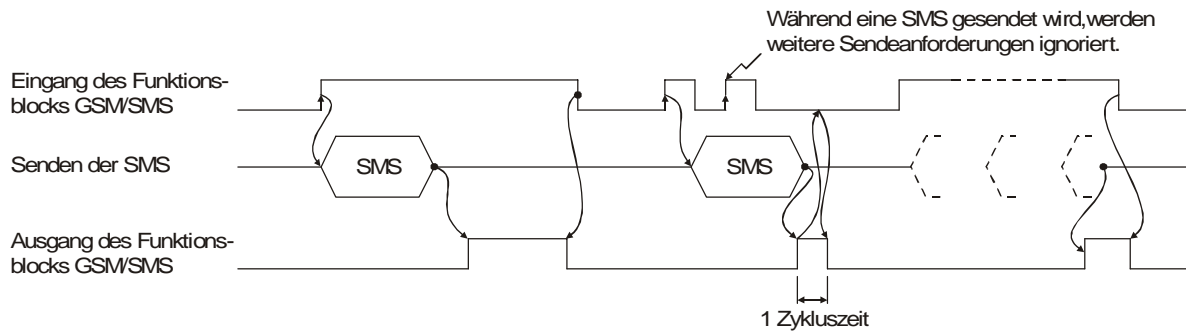 Während eine SMS gesendet wird,werden
weitere Sendeanforderungen ignoriert.
Eingang des Funktions-
blocks GSM/SMS
Senden der SMS
SMS
SMS
Ausgang des Funktions-
blocks GSM/SMS
1 Zykluszeit